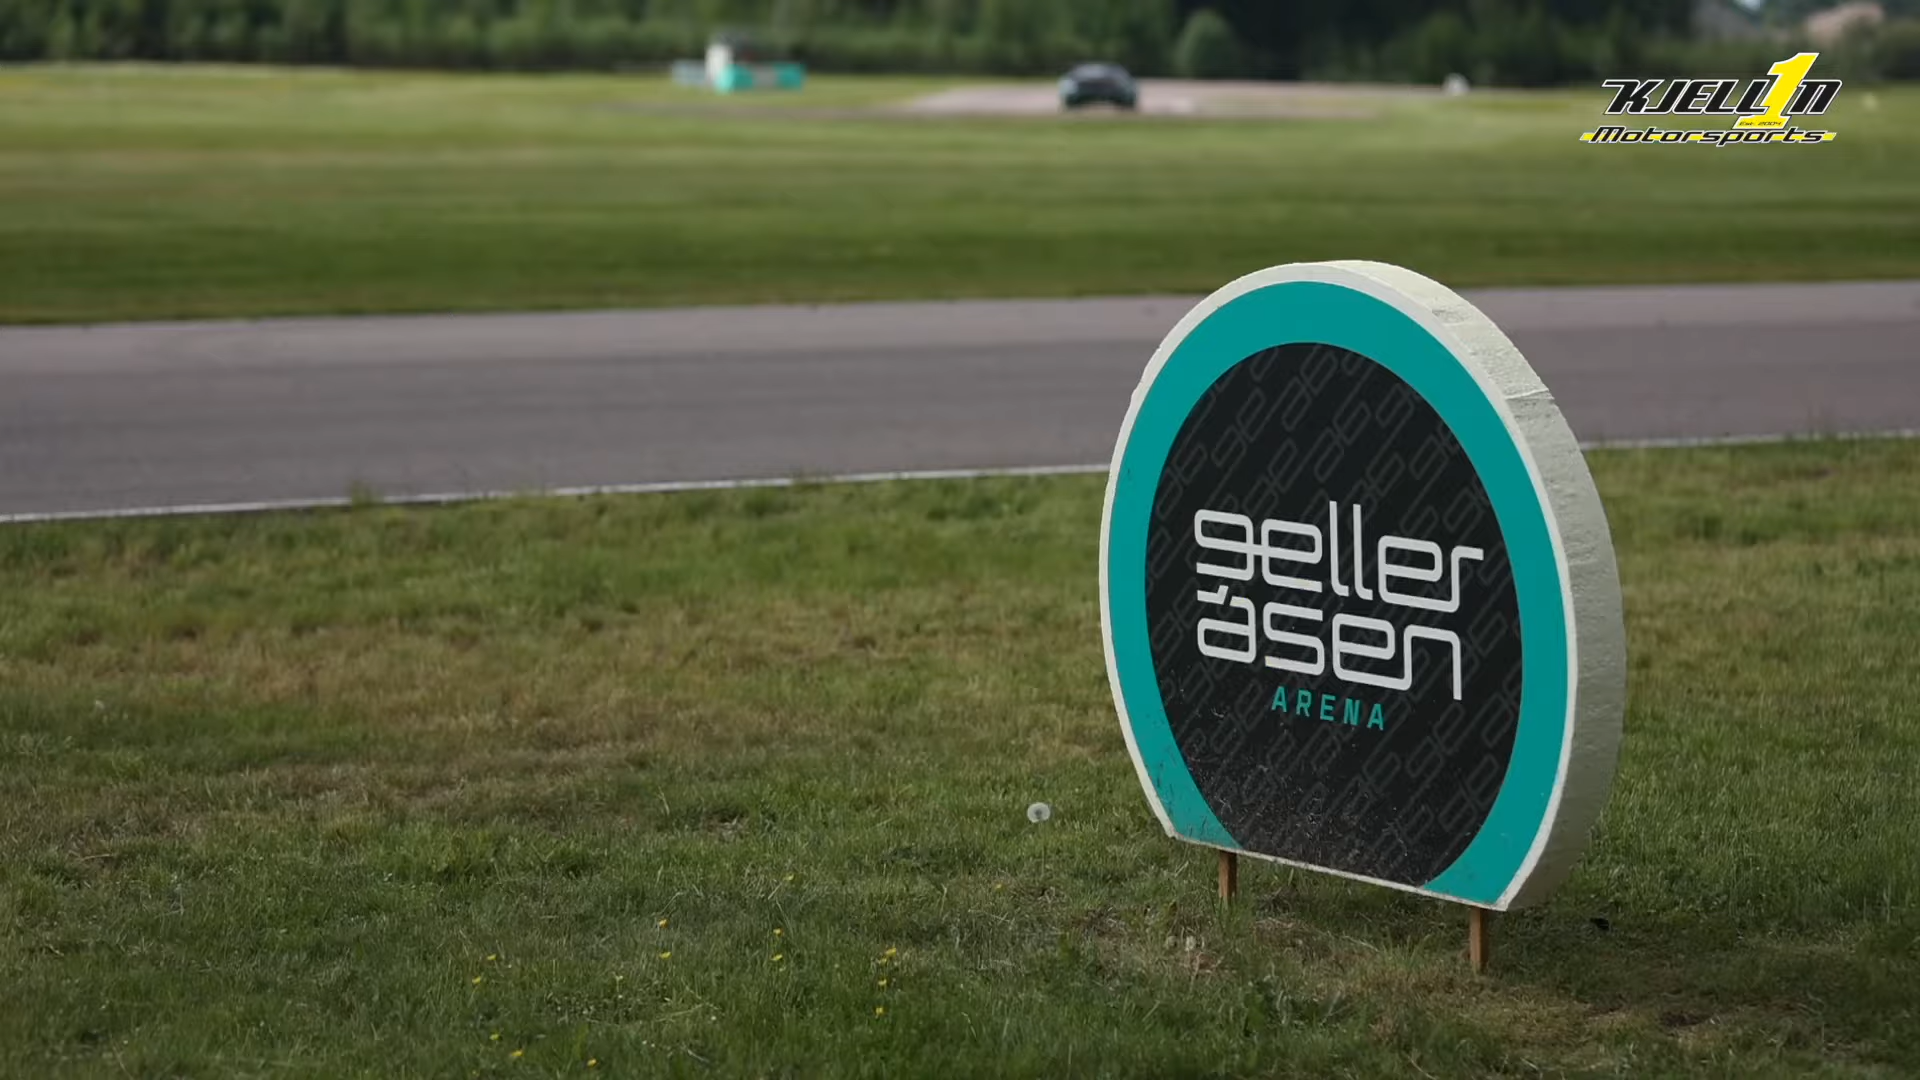 KJELL1N
Est. 2004
Motorsports
geller
åsen
ARENA